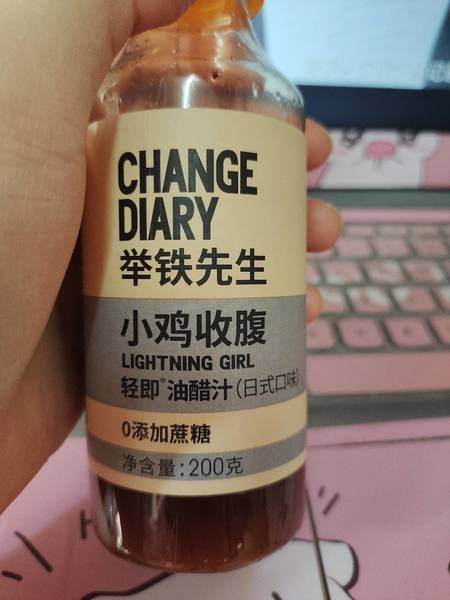 CHANGE
DIARY
举铁先生
小鸡收腹
LIGHTNING GIRL
轻即®油醋汁(日式口味)
0添加蔗糖
净含量:200克